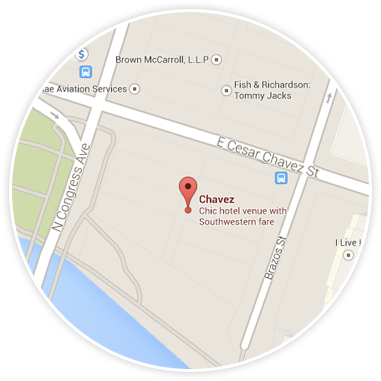 $
Brown McCarroll, L.L.P
ae Aviation Services
Fish & Richardson:
Tommy Jacks
E Cesar Chavez St
N Congress Ave
Chavez
Chic hotel venue with
Southwestern fare
Brazos St
I Live